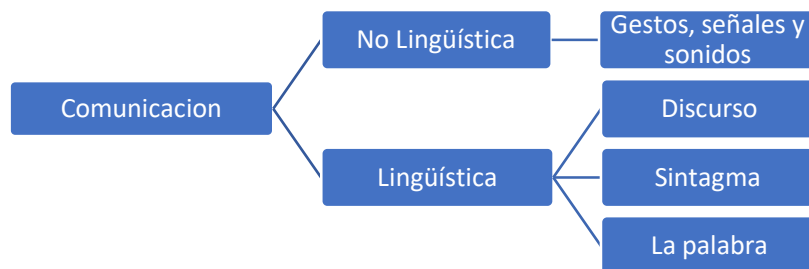 Comunicacion
No Lingüística
Gestos, señales y
sonidos
Lingüística
Discurso
Sintagma
La palabra